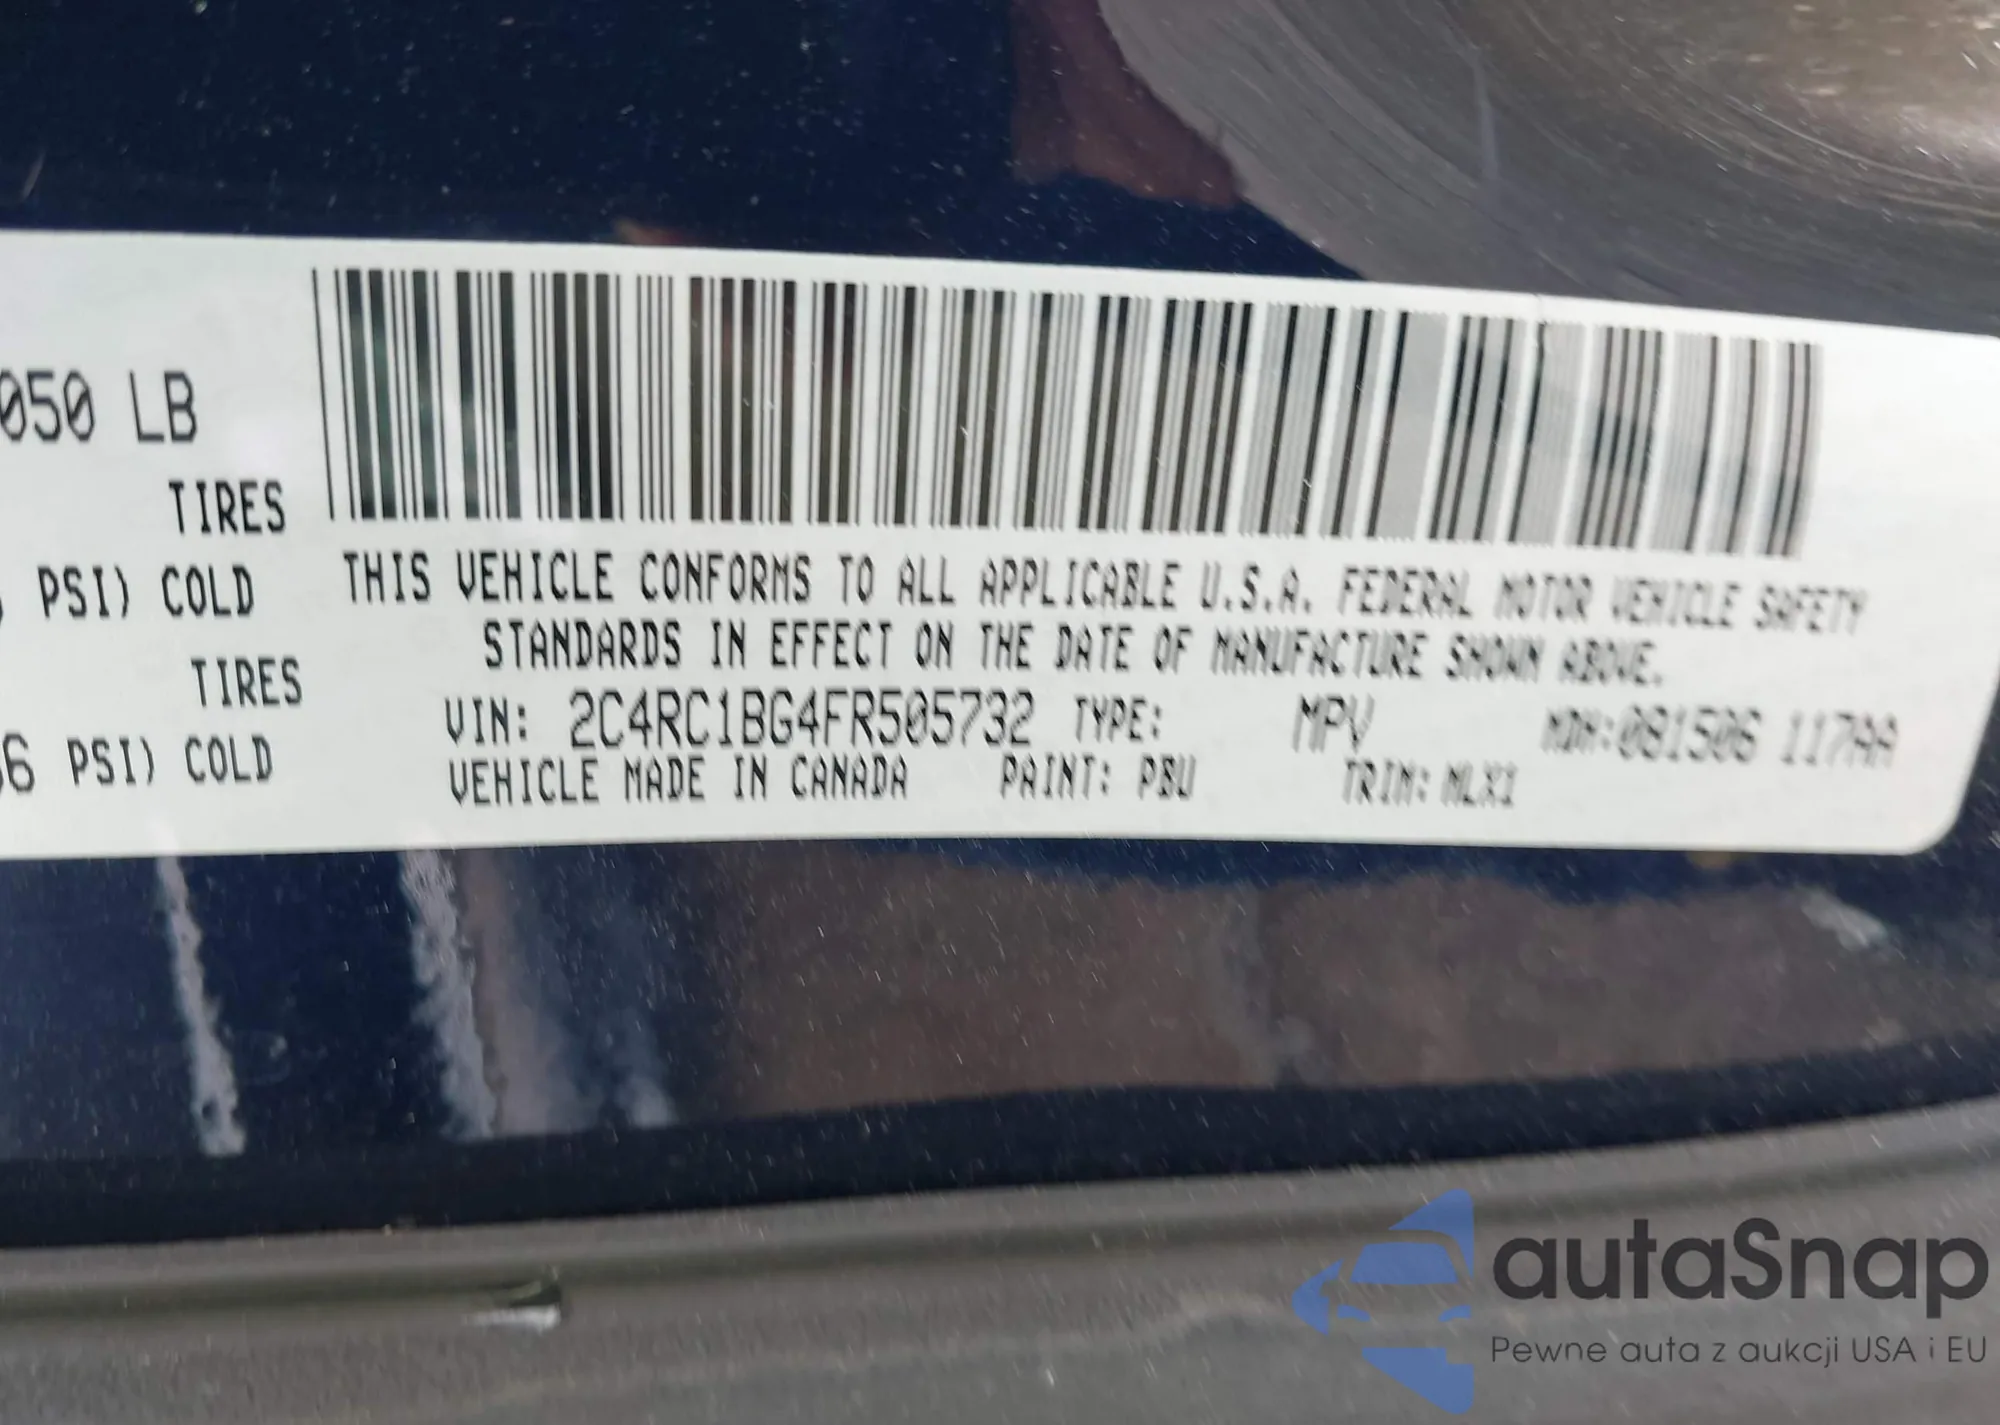 050 LB
TIRES
PSI) COLD
TIRES
36 PSI) COLD
THIS VEHICLE CONFORMS TO ALL APPLICABLE U.S.A. FEDERAL MOTOR VEHICLE SAFETY
STANDARDS IN EFFECT ON THE DATE OF MANUFACTURE SHOWN ABOVE.
VIN: 2C4RC1BG4FR505732 TYPE: MPV MDH:081506 117AA
VEHICLE MADE IN CANADA PAINT: PBU TRIM: MLX1
autaSnap
Pewne auta z aukcji USA i EU